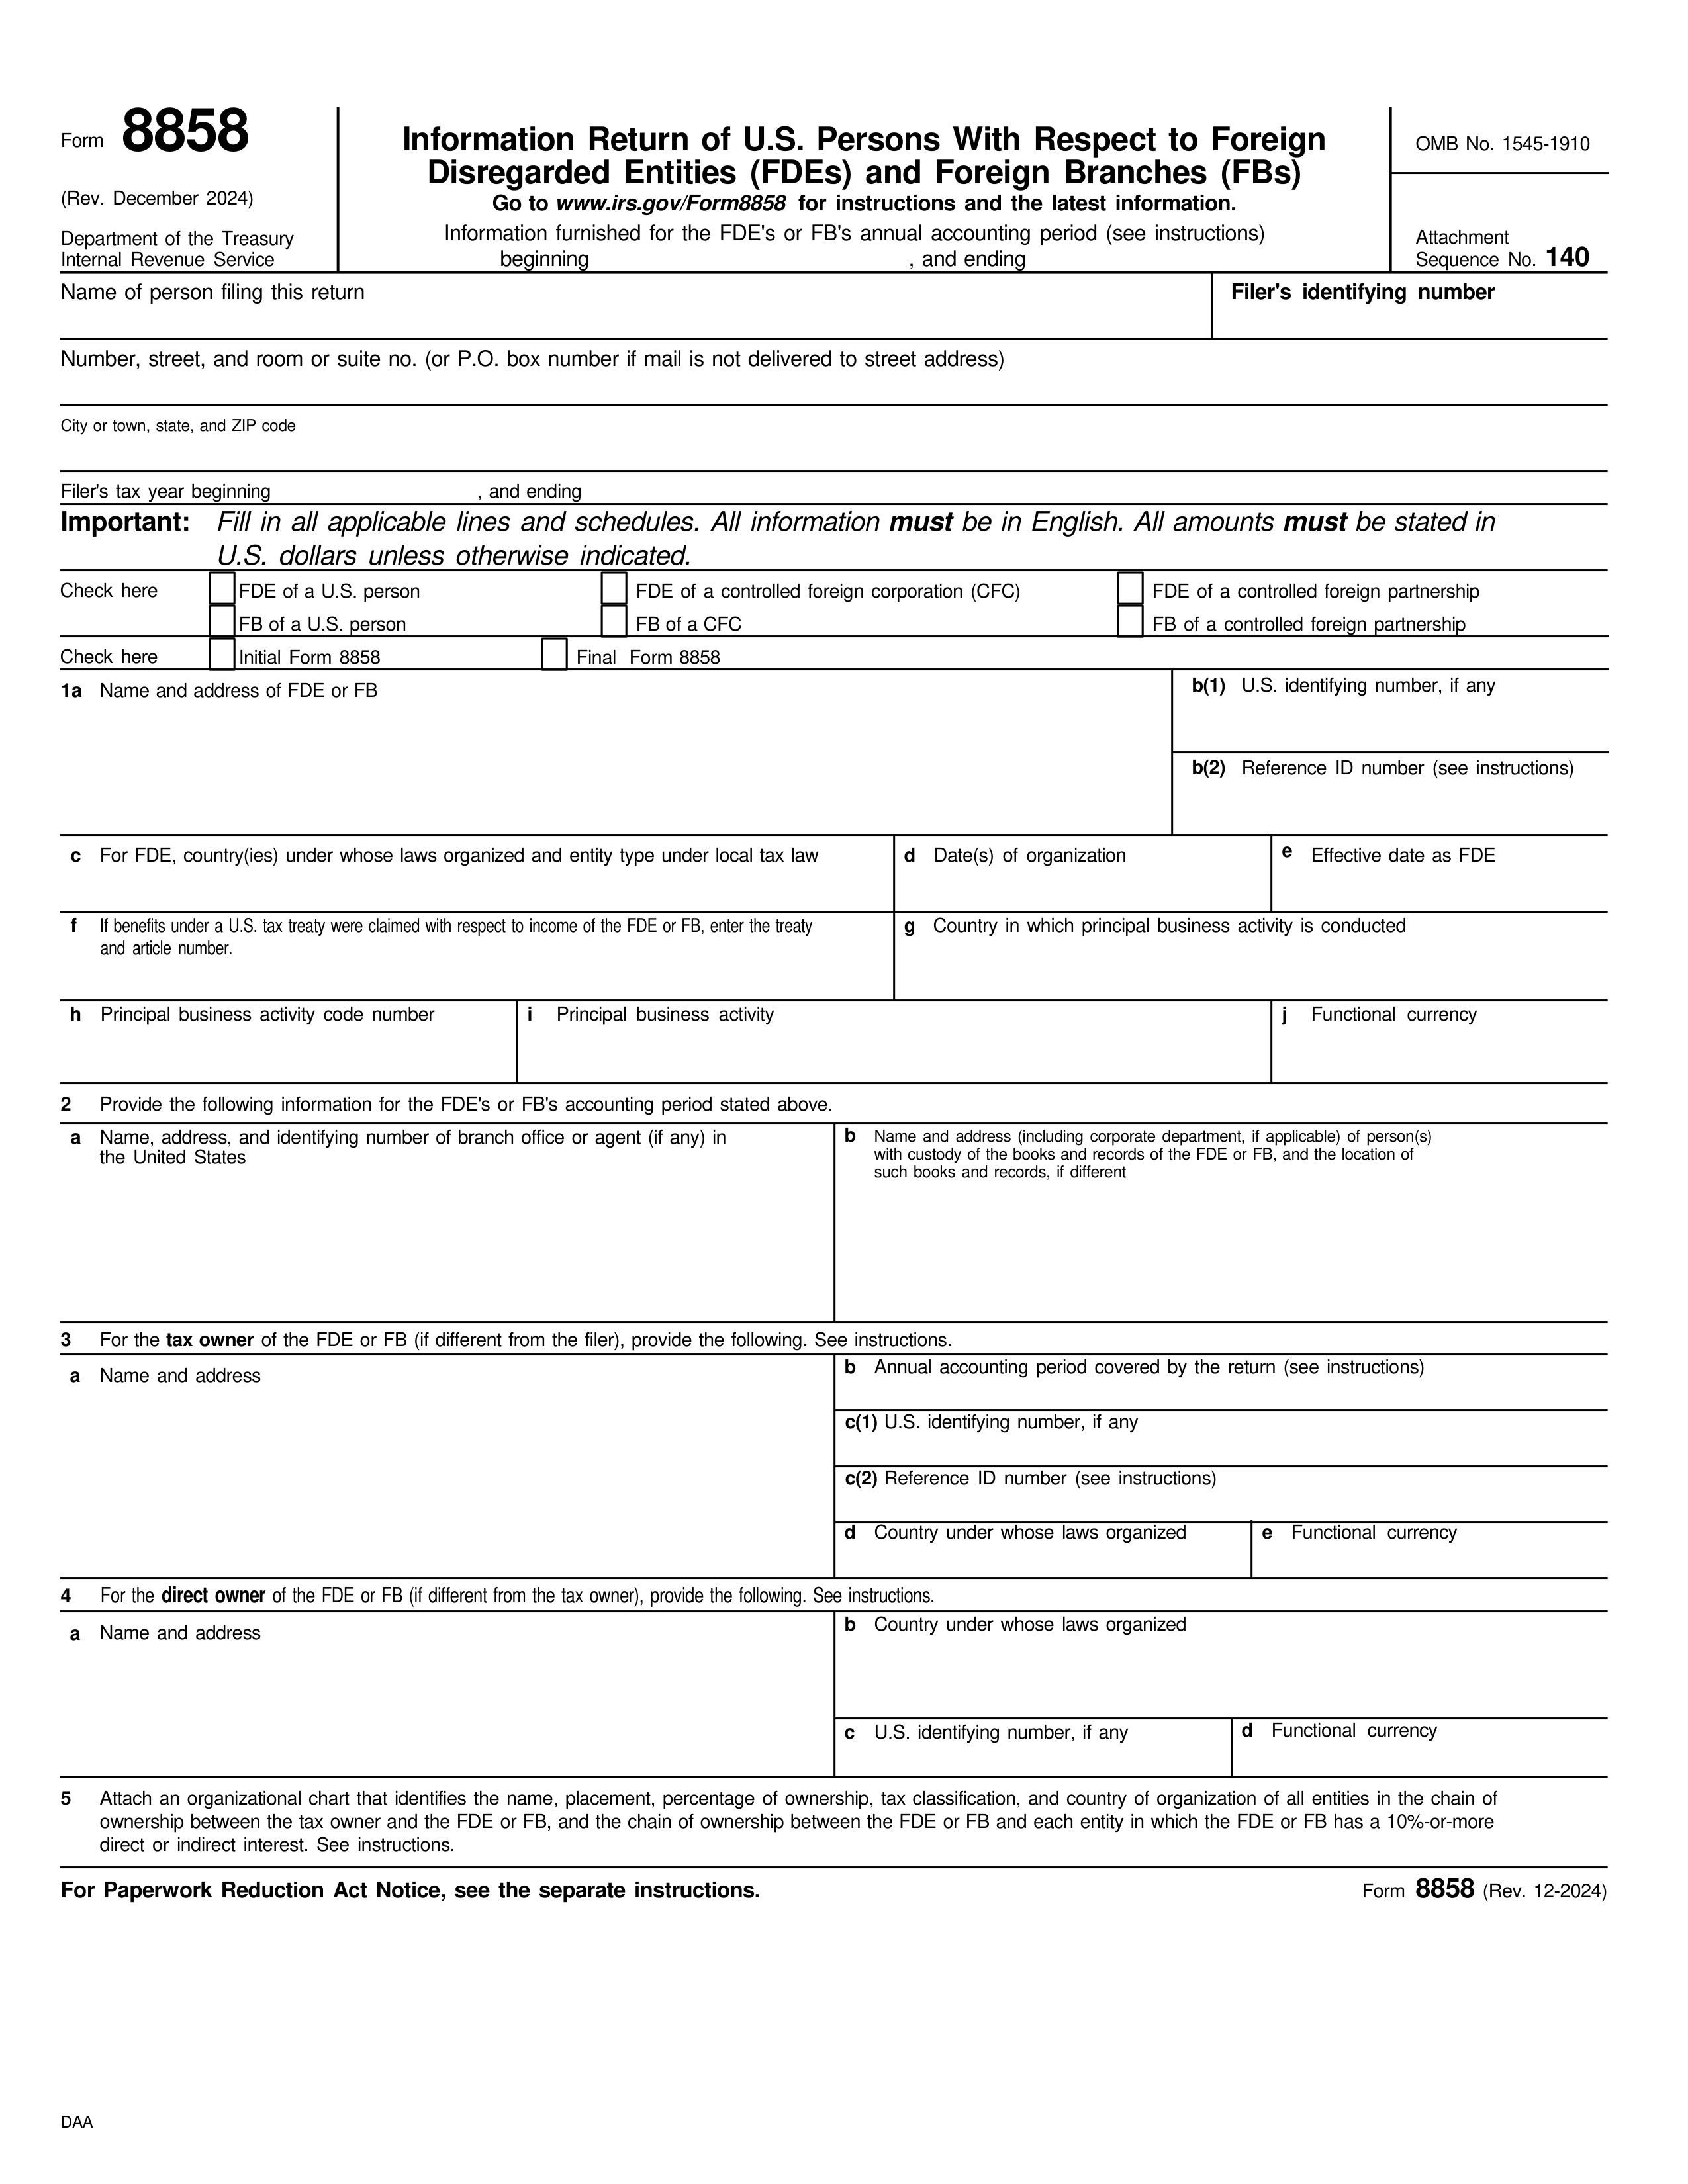 Form 8858
(Rev. December 2024)
Department of the Treasury
Internal Revenue Service
Information Return of U.S. Persons With Respect to Foreign
Disregarded Entities (FDEs) and Foreign Branches (FBs)
Go to www.irs.gov/Form8858 for instructions and the latest information.
Information furnished for the FDE's or FB's annual accounting period (see instructions)
beginning , and ending
OMB No. 1545-1910
Attachment
Sequence No. 140
Name of person filing this return
Filer's identifying number
Number, street, and room or suite no. (or P.O. box number if mail is not delivered to street address)
City or town, state, and ZIP code
Filer's tax year beginning , and ending
Important: Fill in all applicable lines and schedules. All information must be in English. All amounts must be stated in
U.S. dollars unless otherwise indicated.
Check here FDE of a U.S. person FDE of a controlled foreign corporation (CFC) FDE of a controlled foreign partnership
FB of a U.S. person FB of a CFC FB of a controlled foreign partnership
Check here Initial Form 8858 Final Form 8858
1a Name and address of FDE or FB
b(1) U.S. identifying number, if any
b(2) Reference ID number (see instructions)
c For FDE, country(ies) under whose laws organized and entity type under local tax law
d Date(s) of organization
e Effective date as FDE
f If benefits under a U.S. tax treaty were claimed with respect to income of the FDE or FB, enter the treaty
and article number.
g Country in which principal business activity is conducted
h Principal business activity code number
i Principal business activity
j Functional currency
2 Provide the following information for the FDE's or FB's accounting period stated above.
a Name, address, and identifying number of branch office or agent (if any) in
the United States
b Name and address (including corporate department, if applicable) of person(s)
with custody of the books and records of the FDE or FB, and the location of
such books and records, if different
3 For the tax owner of the FDE or FB (if different from the filer), provide the following. See instructions.
a Name and address
b Annual accounting period covered by the return (see instructions)
c(1) U.S. identifying number, if any
c(2) Reference ID number (see instructions)
d Country under whose laws organized
e Functional currency
4 For the direct owner of the FDE or FB (if different from the tax owner), provide the following. See instructions.
a Name and address
b Country under whose laws organized
c U.S. identifying number, if any
d Functional currency
5 Attach an organizational chart that identifies the name, placement, percentage of ownership, tax classification, and country of organization of all entities in the chain of
ownership between the tax owner and the FDE or FB, and the chain of ownership between the FDE or FB and each entity in which the FDE or FB has a 10%-or-more
direct or indirect interest. See instructions.
For Paperwork Reduction Act Notice, see the separate instructions.
Form 8858 (Rev. 12-2024)
DAA